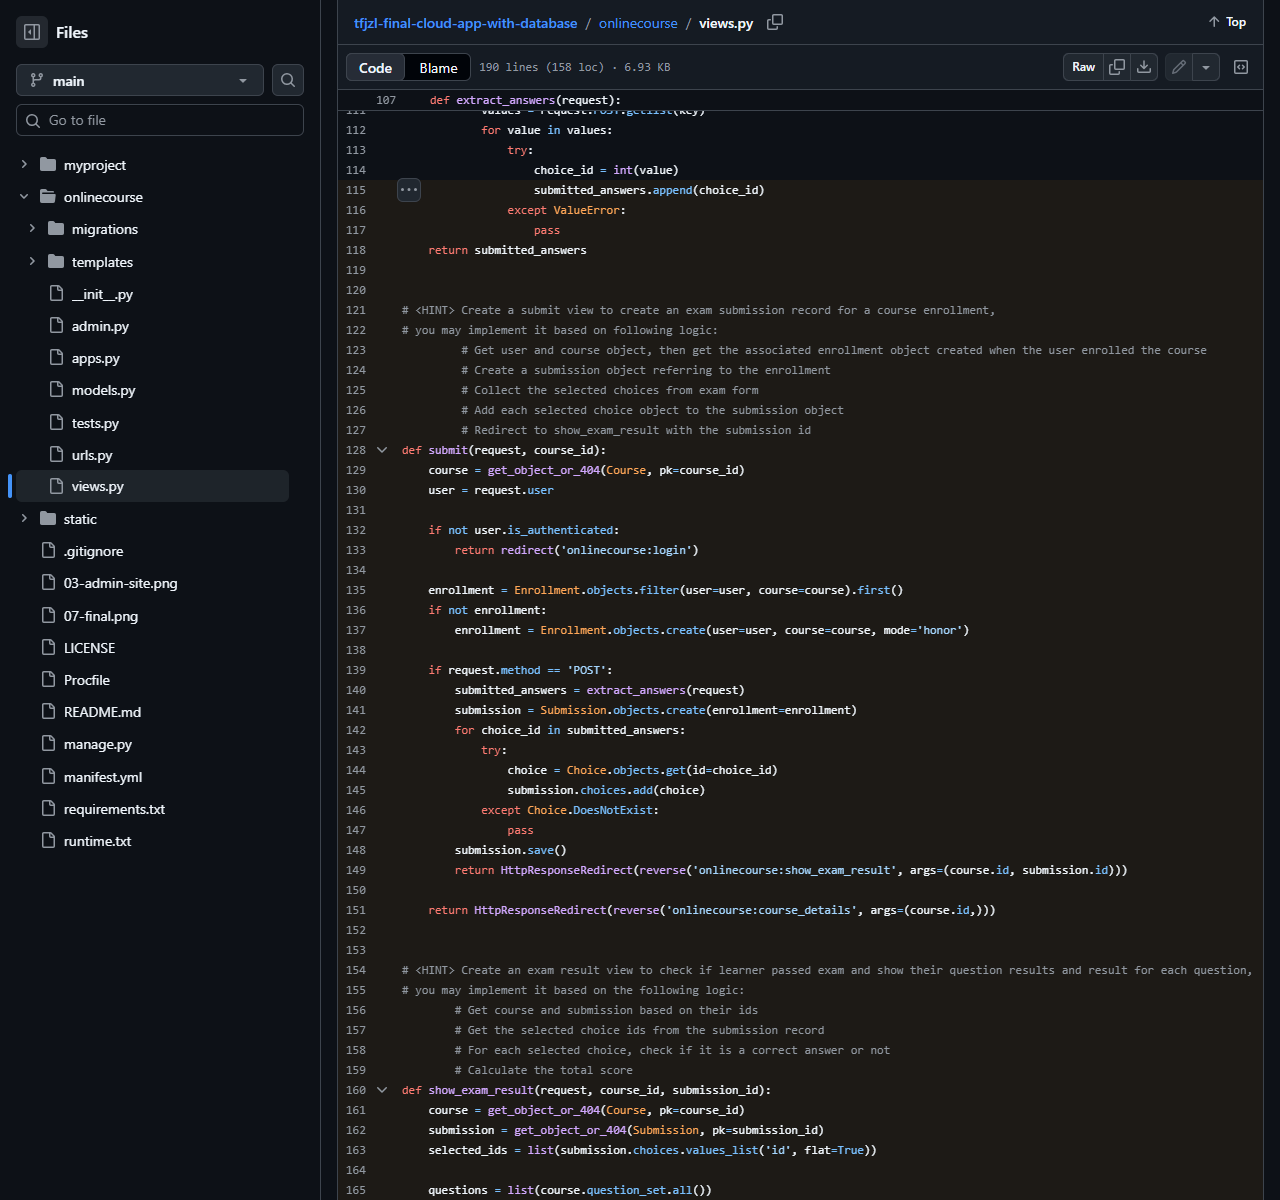 Files
main
Go to file
myproject
onlinecourse
migrations
templates
__init__.py
admin.py
apps.py
models.py
tests.py
urls.py
views.py
static
.gitignore
03-admin-site.png
07-final.png
LICENSE
Procfile
README.md
manage.py
manifest.yml
requirements.txt
runtime.txt
tfjzl-final-cloud-app-with-database / onlinecourse / views.py
Top
Code Blame 190 lines (158 loc) · 6.93 KB
Raw
107 def extract_answers(request):
111 values = request.POST.getlist(key)
112 for value in values:
113 try:
114 choice_id = int(value)
115 submitted_answers.append(choice_id)
116 except ValueError:
117 pass
118 return submitted_answers
119
120
121 # <HINT> Create a submit view to create an exam submission record for a course enrollment,
122 # you may implement it based on following logic:
123 # Get user and course object, then get the associated enrollment object created when the user enrolled the course
124 # Create a submission object referring to the enrollment
125 # Collect the selected choices from exam form
126 # Add each selected choice object to the submission object
127 # Redirect to show_exam_result with the submission id
128 def submit(request, course_id):
129 course = get_object_or_404(Course, pk=course_id)
130 user = request.user
131
132 if not user.is_authenticated:
133 return redirect('onlinecourse:login')
134
135 enrollment = Enrollment.objects.filter(user=user, course=course).first()
136 if not enrollment:
137 enrollment = Enrollment.objects.create(user=user, course=course, mode='honor')
138
139 if request.method == 'POST':
140 submitted_answers = extract_answers(request)
141 submission = Submission.objects.create(enrollment=enrollment)
142 for choice_id in submitted_answers:
143 try:
144 choice = Choice.objects.get(id=choice_id)
145 submission.choices.add(choice)
146 except Choice.DoesNotExist:
147 pass
148 submission.save()
149 return HttpResponseRedirect(reverse('onlinecourse:show_exam_result', args=(course.id, submission.id)))
150
151 return HttpResponseRedirect(reverse('onlinecourse:course_details', args=(course.id,)))
152
153
154 # <HINT> Create an exam result view to check if learner passed exam and show their question results and result for each question,
155 # you may implement it based on the following logic:
156 # Get course and submission based on their ids
157 # Get the selected choice ids from the submission record
158 # For each selected choice, check if it is a correct answer or not
159 # Calculate the total score
160 def show_exam_result(request, course_id, submission_id):
161 course = get_object_or_404(Course, pk=course_id)
162 submission = get_object_or_404(Submission, pk=submission_id)
163 selected_ids = list(submission.choices.values_list('id', flat=True))
164
165 questions = list(course.question_set.all())